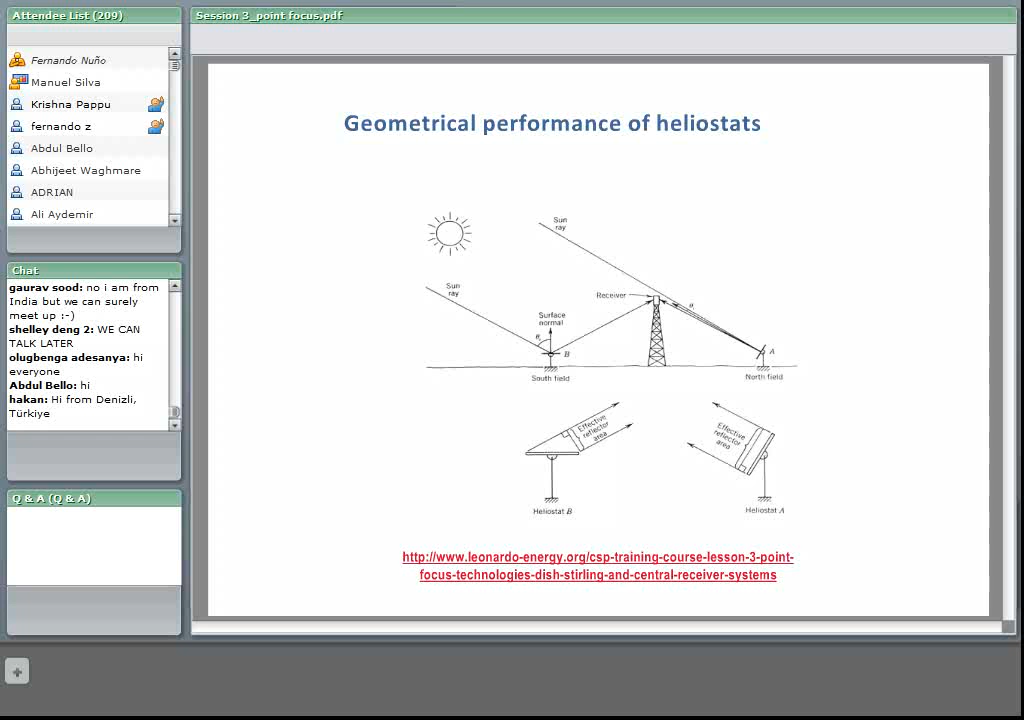 Attendee List (209)
Fernando Nuño
Manuel Silva
Krishna Pappu
fernando z
Abdul Bello
Abhijeet Waghmare
ADRIAN
Ali Aydemir
Chat
gaurav sood: no i am from
India but we can surely
meet up :-)
shelley deng 2: WE CAN
TALK LATER
olugbenga adesanya: hi
everyone
Abdul Bello: hi
hakan: Hi from Denizli,
Türkiye
Q & A (Q & A)
Session 3_point focus.pdf
Geometrical performance of heliostats
Sun
ray
Sun
ray
Receiver
Surface
normal
B
A
South field
North field
Effective
reflector
area
Effective
reflector
area
Heliostat B
Heliostat A
http://www.leonardo-energy.org/csp-training-course-lesson-3-point-
focus-technologies-dish-stirling-and-central-receiver-systems